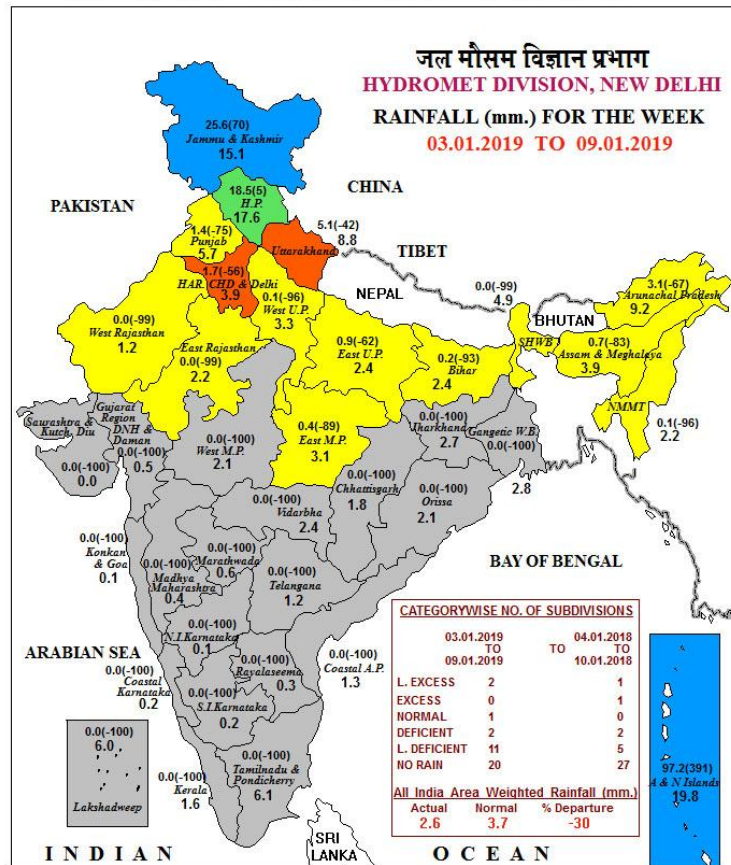 जल मौसम विज्ञान प्रभाग
HYDROMET DIVISION, NEW DELHI
RAINFALL (mm.) FOR THE WEEK
03.01.2019 TO 09.01.2019
25.6(70)
Jammu & Kashmir
15.1
CHINA
18.5(5)
H.P.
17.6
PAKISTAN
1.4(-75)
Punjab
5.7
5.1(-42)
8.8
Uttarakhand
TIBET
1.7(-56)
HAR. CHD & Delhi
3.9
NEPAL
0.1(-96)
West U.P.
3.3
0.0(-99)
4.9
SHWB
BHUTAN
3.1(-67)
Arunachal Pradesh
9.2
0.0(-99)
West Rajasthan
1.2
East Rajasthan
0.0(-99)
2.2
0.9(-62)
East U.P.
2.4
0.2(-93)
Bihar
2.4
0.7(-83)
Assam & Meghalaya
3.9
NMMT
0.1(-96)
2.2
Saurashtra &
Kutch, Diu
0.0(-100)
0.0
Gujarat
Region
DNH &
Daman
0.0(-100)
0.5
0.0(-100)
West M.P.
2.1
0.4(-89)
East M.P.
3.1
0.0(-100)
Jharkhand
2.7
Gangetic W.B.
0.0(-100)
2.8
0.0(-100)
Vidarbha
2.4
0.0(-100)
Chhattisgarh
1.8
0.0(-100)
Orissa
2.1
0.0(-100)
Konkan
& Goa
0.1
0.0(-100)
Madhya
Maharashtra
0.4
0.0(-100)
Marathwada
0.6
0.0(-100)
Telangana
1.2
BAY OF BENGAL
ARABIAN SEA
0.0(-100)
N.I.Karnataka
0.1
0.0(-100)
Coastal
Karnataka
0.2
0.0(-100)
Rayalaseema
0.3
0.0(-100)
Coastal A.P.
1.3
0.0(-100)
S.I.Karnataka
0.2
0.0(-100)
6.0
Lakshadweep
0.0(-100)
Kerala
1.6
0.0(-100)
Tamilnadu &
Pondicherry
6.1
CATEGORYWISE NO. OF SUBDIVISIONS
03.01.2019 04.01.2018
TO TO TO
09.01.2019 10.01.2018
L. EXCESS 2 1
EXCESS 0 1
NORMAL 1 0
DEFICIENT 2 2
L. DEFICIENT 11 5
NO RAIN 20 27
All India Area Weighted Rainfall (mm.)
Actual Normal % Departure
2.6 3.7 -30
97.2(391)
A & N Islands
19.8
SRI
LANKA
INDIAN OCEAN